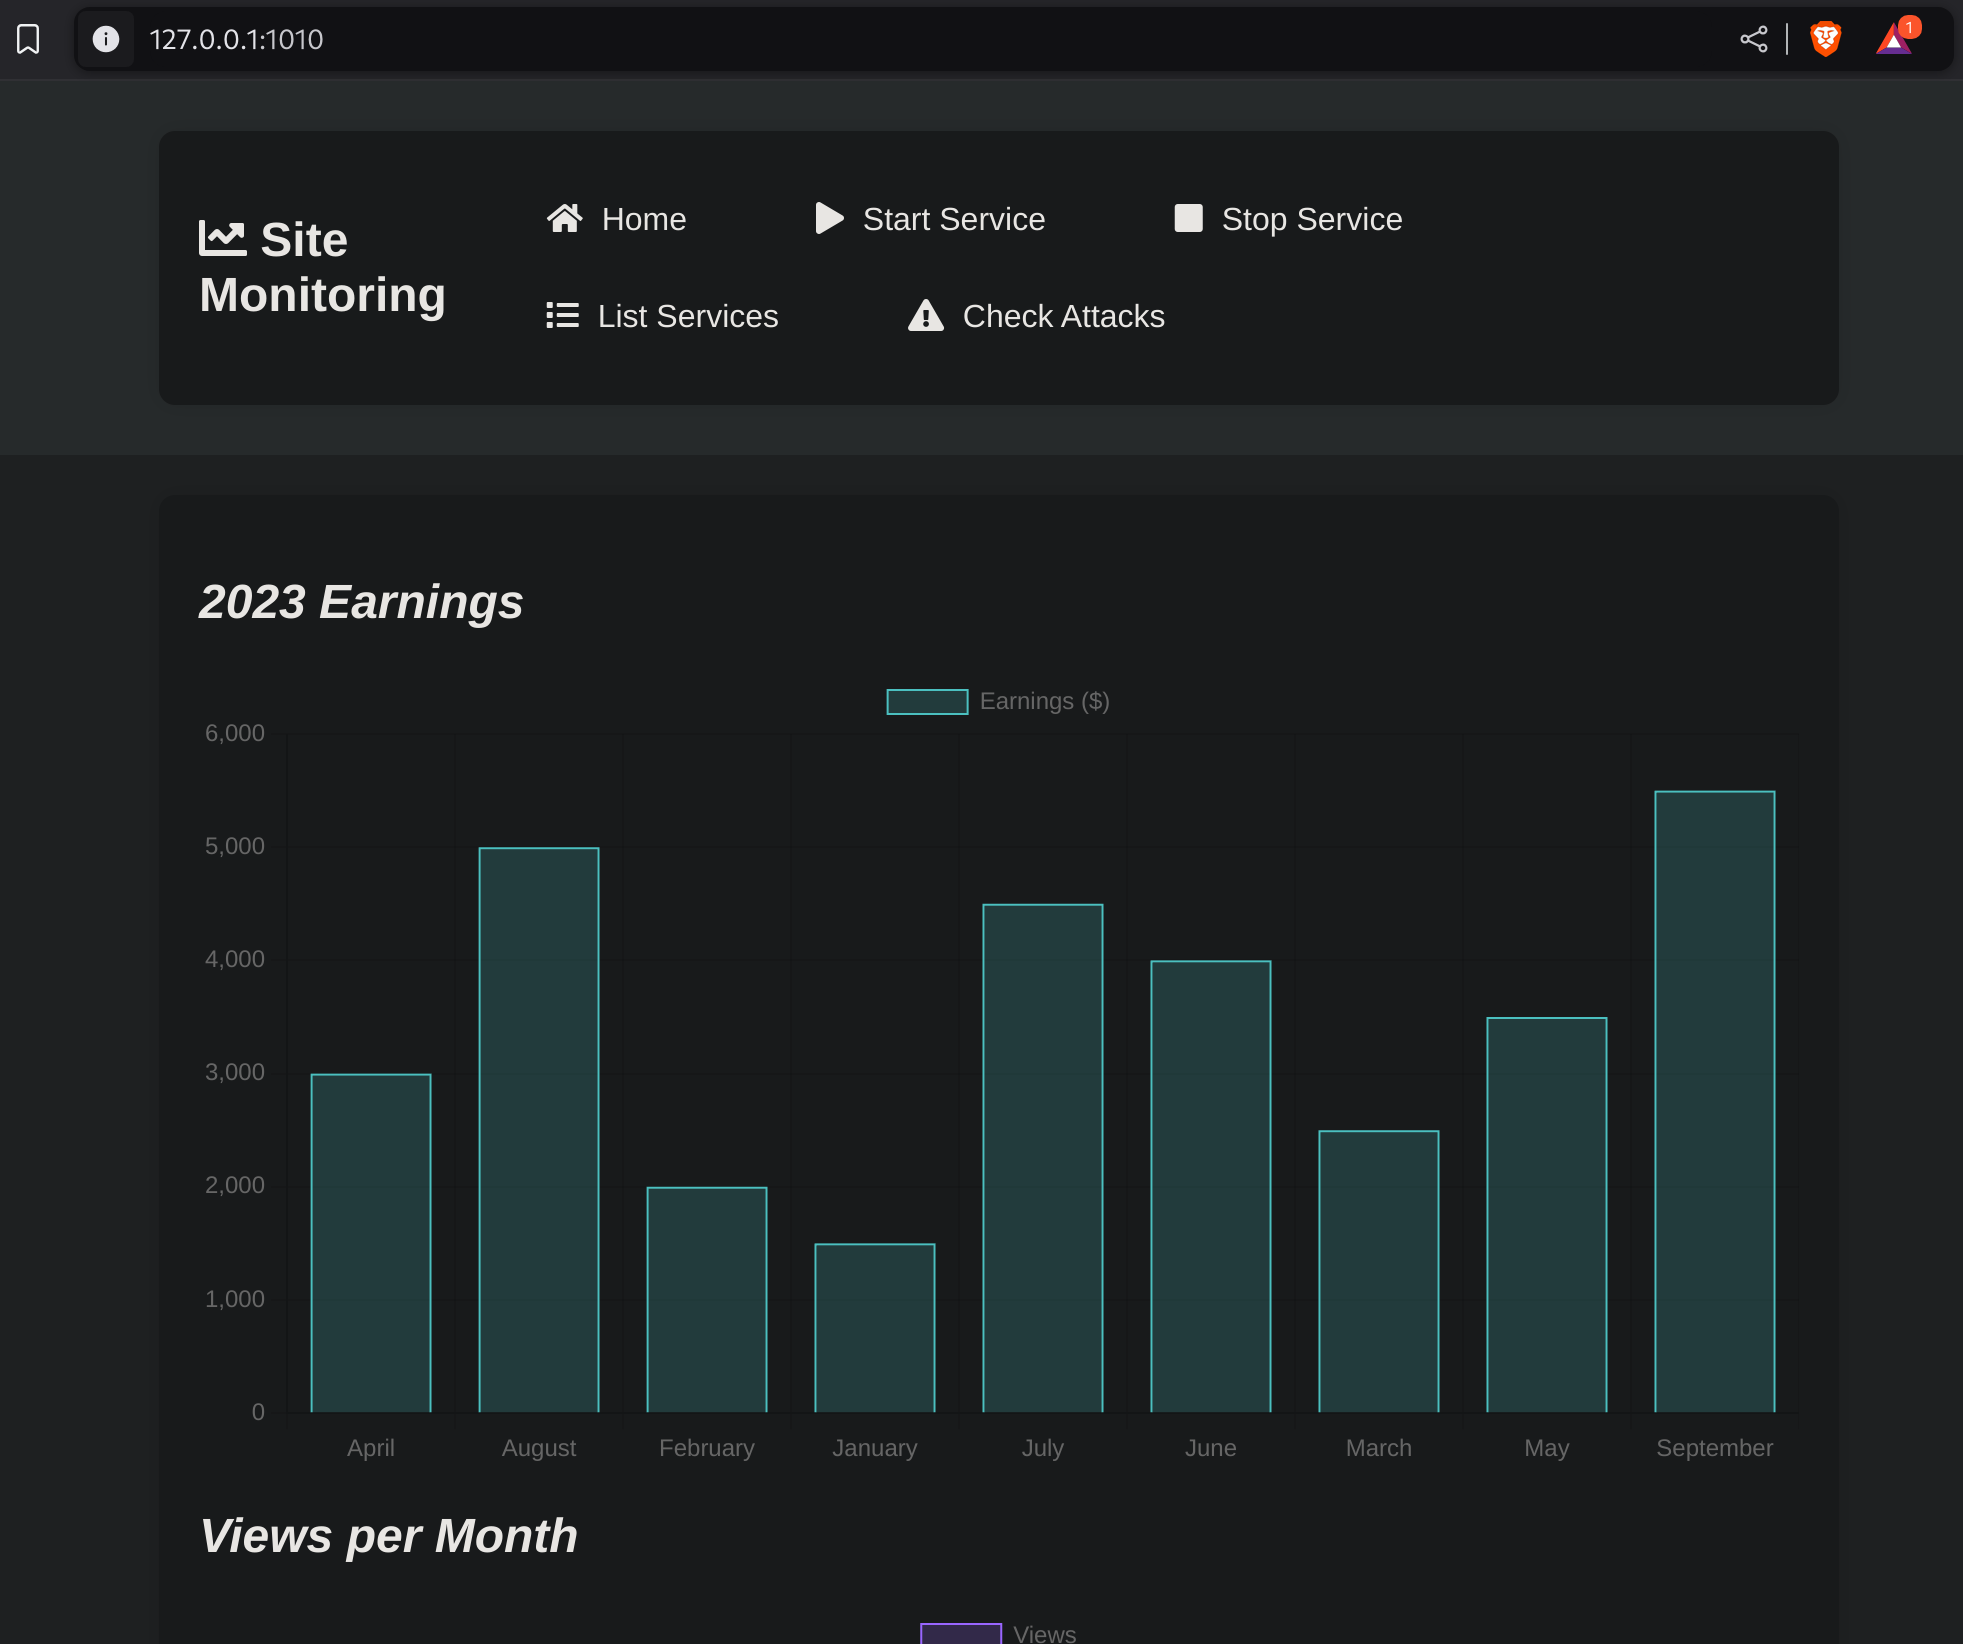 127.0.0.1:1010
1
Site
Monitoring
Home
Start Service
Stop Service
List Services
Check Attacks
2023 Earnings
Earnings ($)
6,000
5,000
4,000
3,000
2,000
1,000
0
April August February January July June March May September
Views per Month
Views